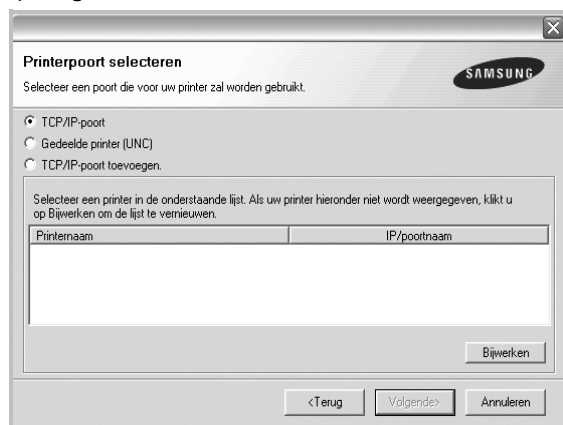 Printerpoort selecteren
Selecteer een poort die voor uw printer zal worden gebruikt.
SAMSUNG
TCP/IP-poort
Gedeelde printer (UNC)
TCP/IP-poort toevoegen.
Selecteer een printer in de onderstaande lijst. Als uw printer hieronder niet wordt weergegeven, klikt u
op Bijwerken om de lijst te vernieuwen.
Printernaam IP/poortnaam
Bijwerken
<Terug Volgende> Annuleren